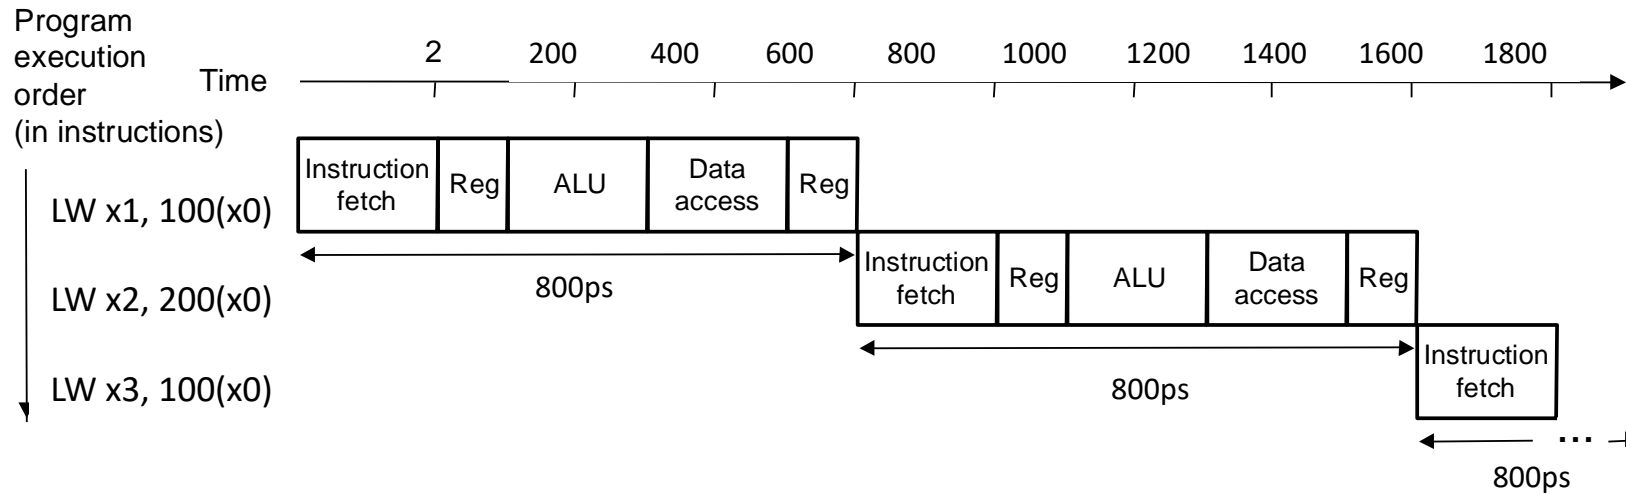 Program
execution
order
(in instructions)
Time
2 200 400 600 800 1000 1200 1400 1600 1800
LW x1, 100(x0)
Instruction
fetch
Reg
ALU
Data
access
Reg
800ps
LW x2, 200(x0)
Instruction
fetch
Reg
ALU
Data
access
Reg
800ps
LW x3, 100(x0)
Instruction
fetch
...
800ps